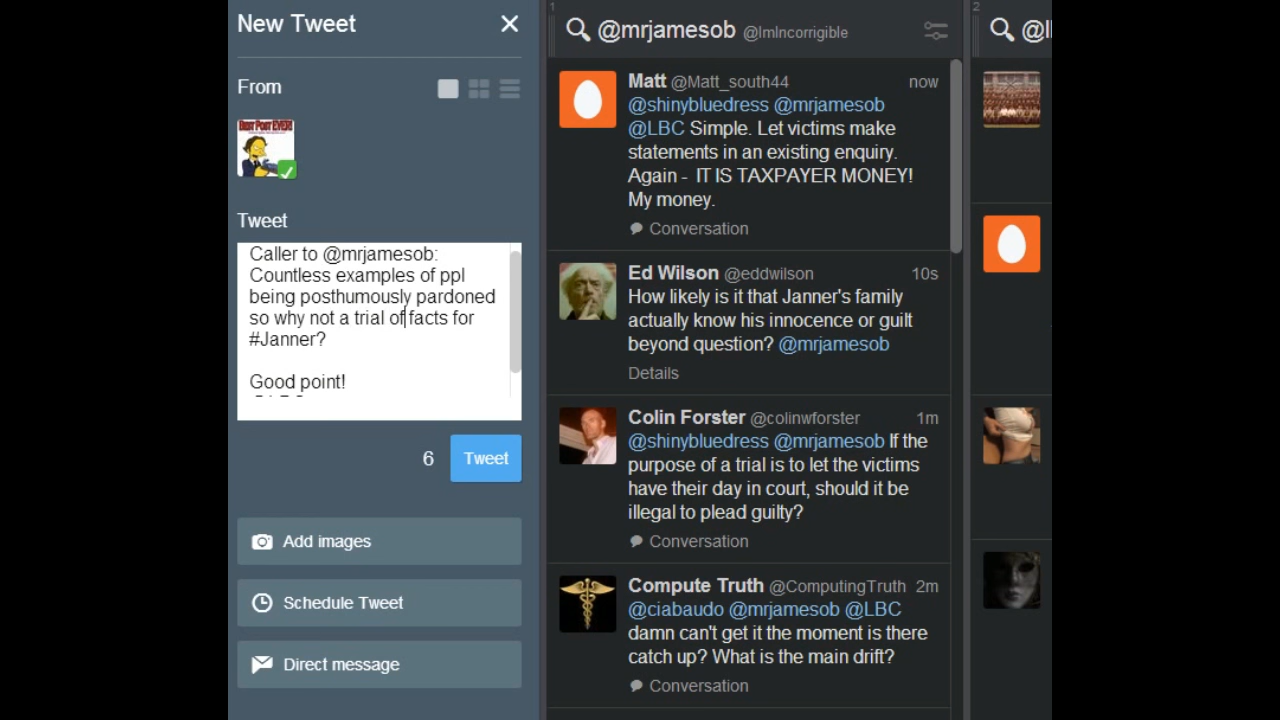 New Tweet
From
BEST POST EVER!
Tweet
Caller to @mrjamesob:
Countless examples of ppl
being posthumously pardoned
so why not a trial of facts for
#Janner?
Good point!
6
Tweet
Add images
Schedule Tweet
Direct message
1
@mrjamesob @ImIncorrigible
Matt @Matt_south44 now
@shinybluedress @mrjamesob
@LBC Simple. Let victims make
statements in an existing enquiry.
Again - IT IS TAXPAYER MONEY!
My money.
Conversation
Ed Wilson @eddwilson 10s
How likely is it that Janner's family
actually know his innocence or guilt
beyond question? @mrjamesob
Details
Colin Forster @colinwforster 1m
@shinybluedress @mrjamesob If the
purpose of a trial is to let the victims
have their day in court, should it be
illegal to plead guilty?
Conversation
Compute Truth @ComputingTruth 2m
@ciabaudo @mrjamesob @LBC
damn can't get it the moment is there
catch up? What is the main drift?
Conversation
2